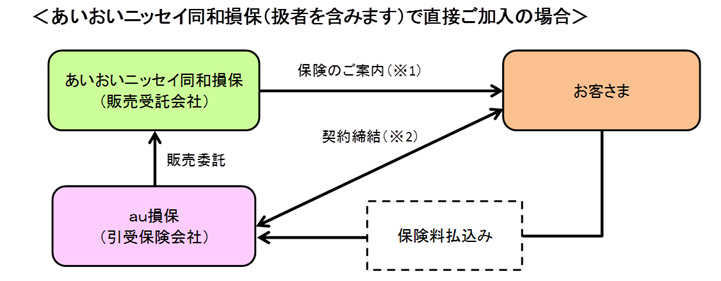 ＜あいおいニッセイ同和損保（扱者を含みます）で直接ご加入の場合＞
あいおいニッセイ同和損保
（販売受託会社）
保険のご案内（※1）
お客さま
契約締結（※2）
販売委託
au損保
（引受保険会社）
保険料払込み